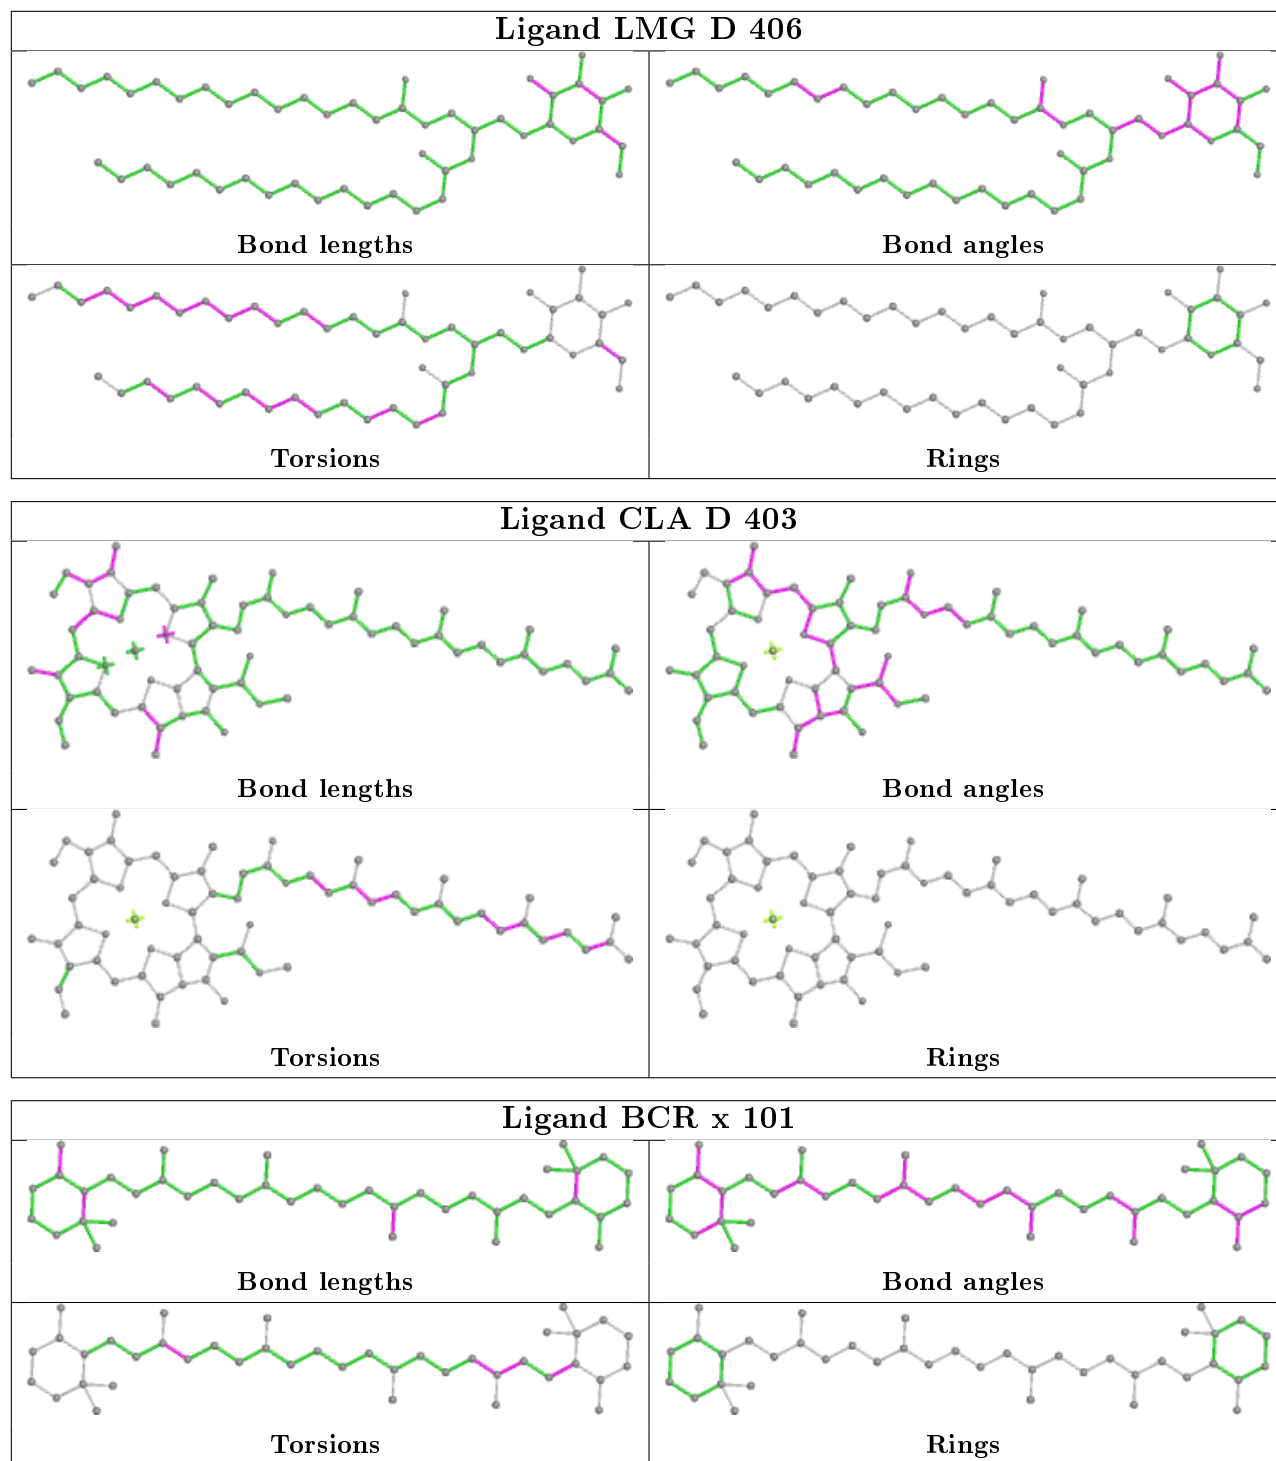 Ligand LMG D 406
Bond lengths
Bond angles
Torsions
Rings
Ligand CLA D 403
Bond lengths
Bond angles
Torsions
Rings
Ligand BCR x 101
Bond lengths
Bond angles
Torsions
Rings